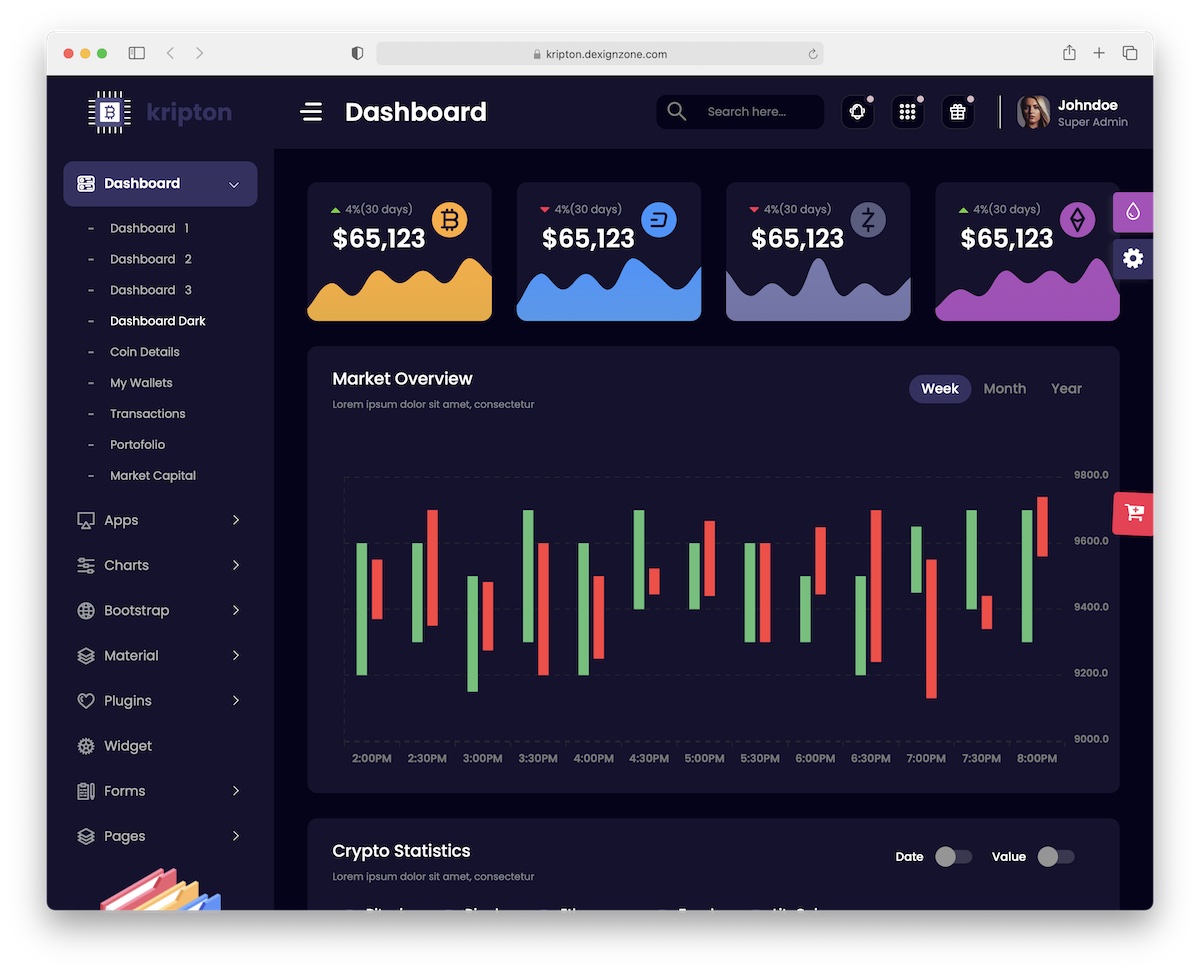 kripton.dexignzone.com
kripton
Dashboard
Search here...
Johndoe
Super Admin
Dashboard
Dashboard 1
Dashboard 2
Dashboard 3
Dashboard Dark
Coin Details
My Wallets
Transactions
Portofolio
Market Capital
Apps
Charts
Bootstrap
Material
Plugins
Widget
Forms
Pages
4%(30 days)
$65,123
4%(30 days)
$65,123
4%(30 days)
$65,123
4%(30 days)
$65,123
Market Overview
Lorem ipsum dolor sit amet, consectetur
Week Month Year
9800.0
9600.0
9400.0
9200.0
9000.0
2:00PM 2:30PM 3:00PM 3:30PM 4:00PM 4:30PM 5:00PM 5:30PM 6:00PM 6:30PM 7:00PM 7:30PM 8:00PM
Crypto Statistics
Lorem ipsum dolor sit amet, consectetur
Date Value